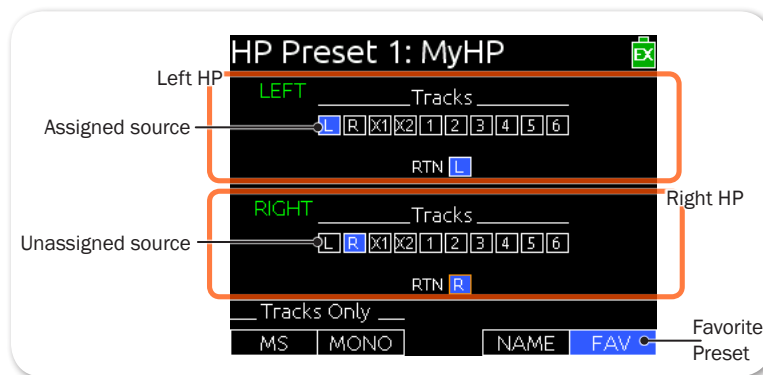 HP Preset 1: MyHP
EX
Left HP
LEFT
Tracks
Assigned source
L R X1 X2 1 2 3 4 5 6
RTN L
Right HP
RIGHT
Tracks
Unassigned source
L R X1 X2 1 2 3 4 5 6
RTN R
Tracks Only
MS MONO NAME FAV
Favorite
Preset